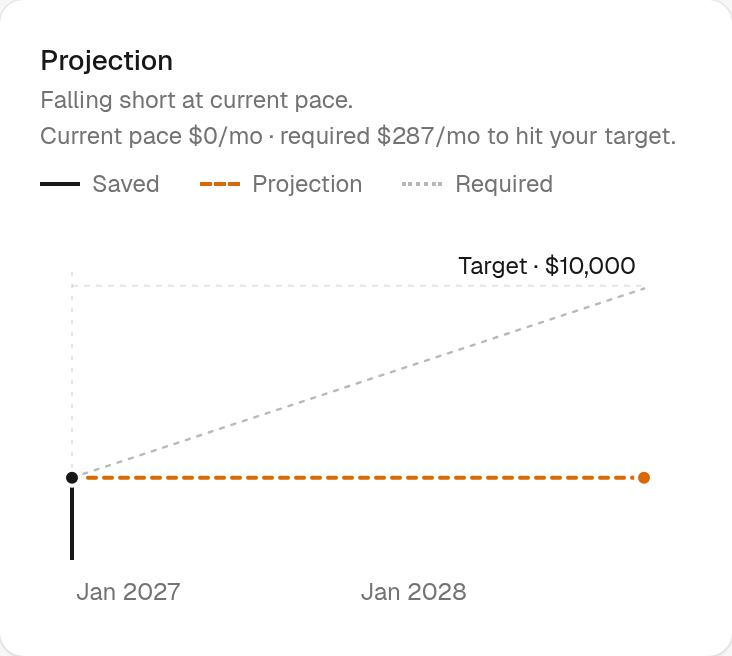 Projection
Falling short at current pace.
Current pace $0/mo · required $287/mo to hit your target.
Saved Projection Required
Target · $10,000
Jan 2027 Jan 2028